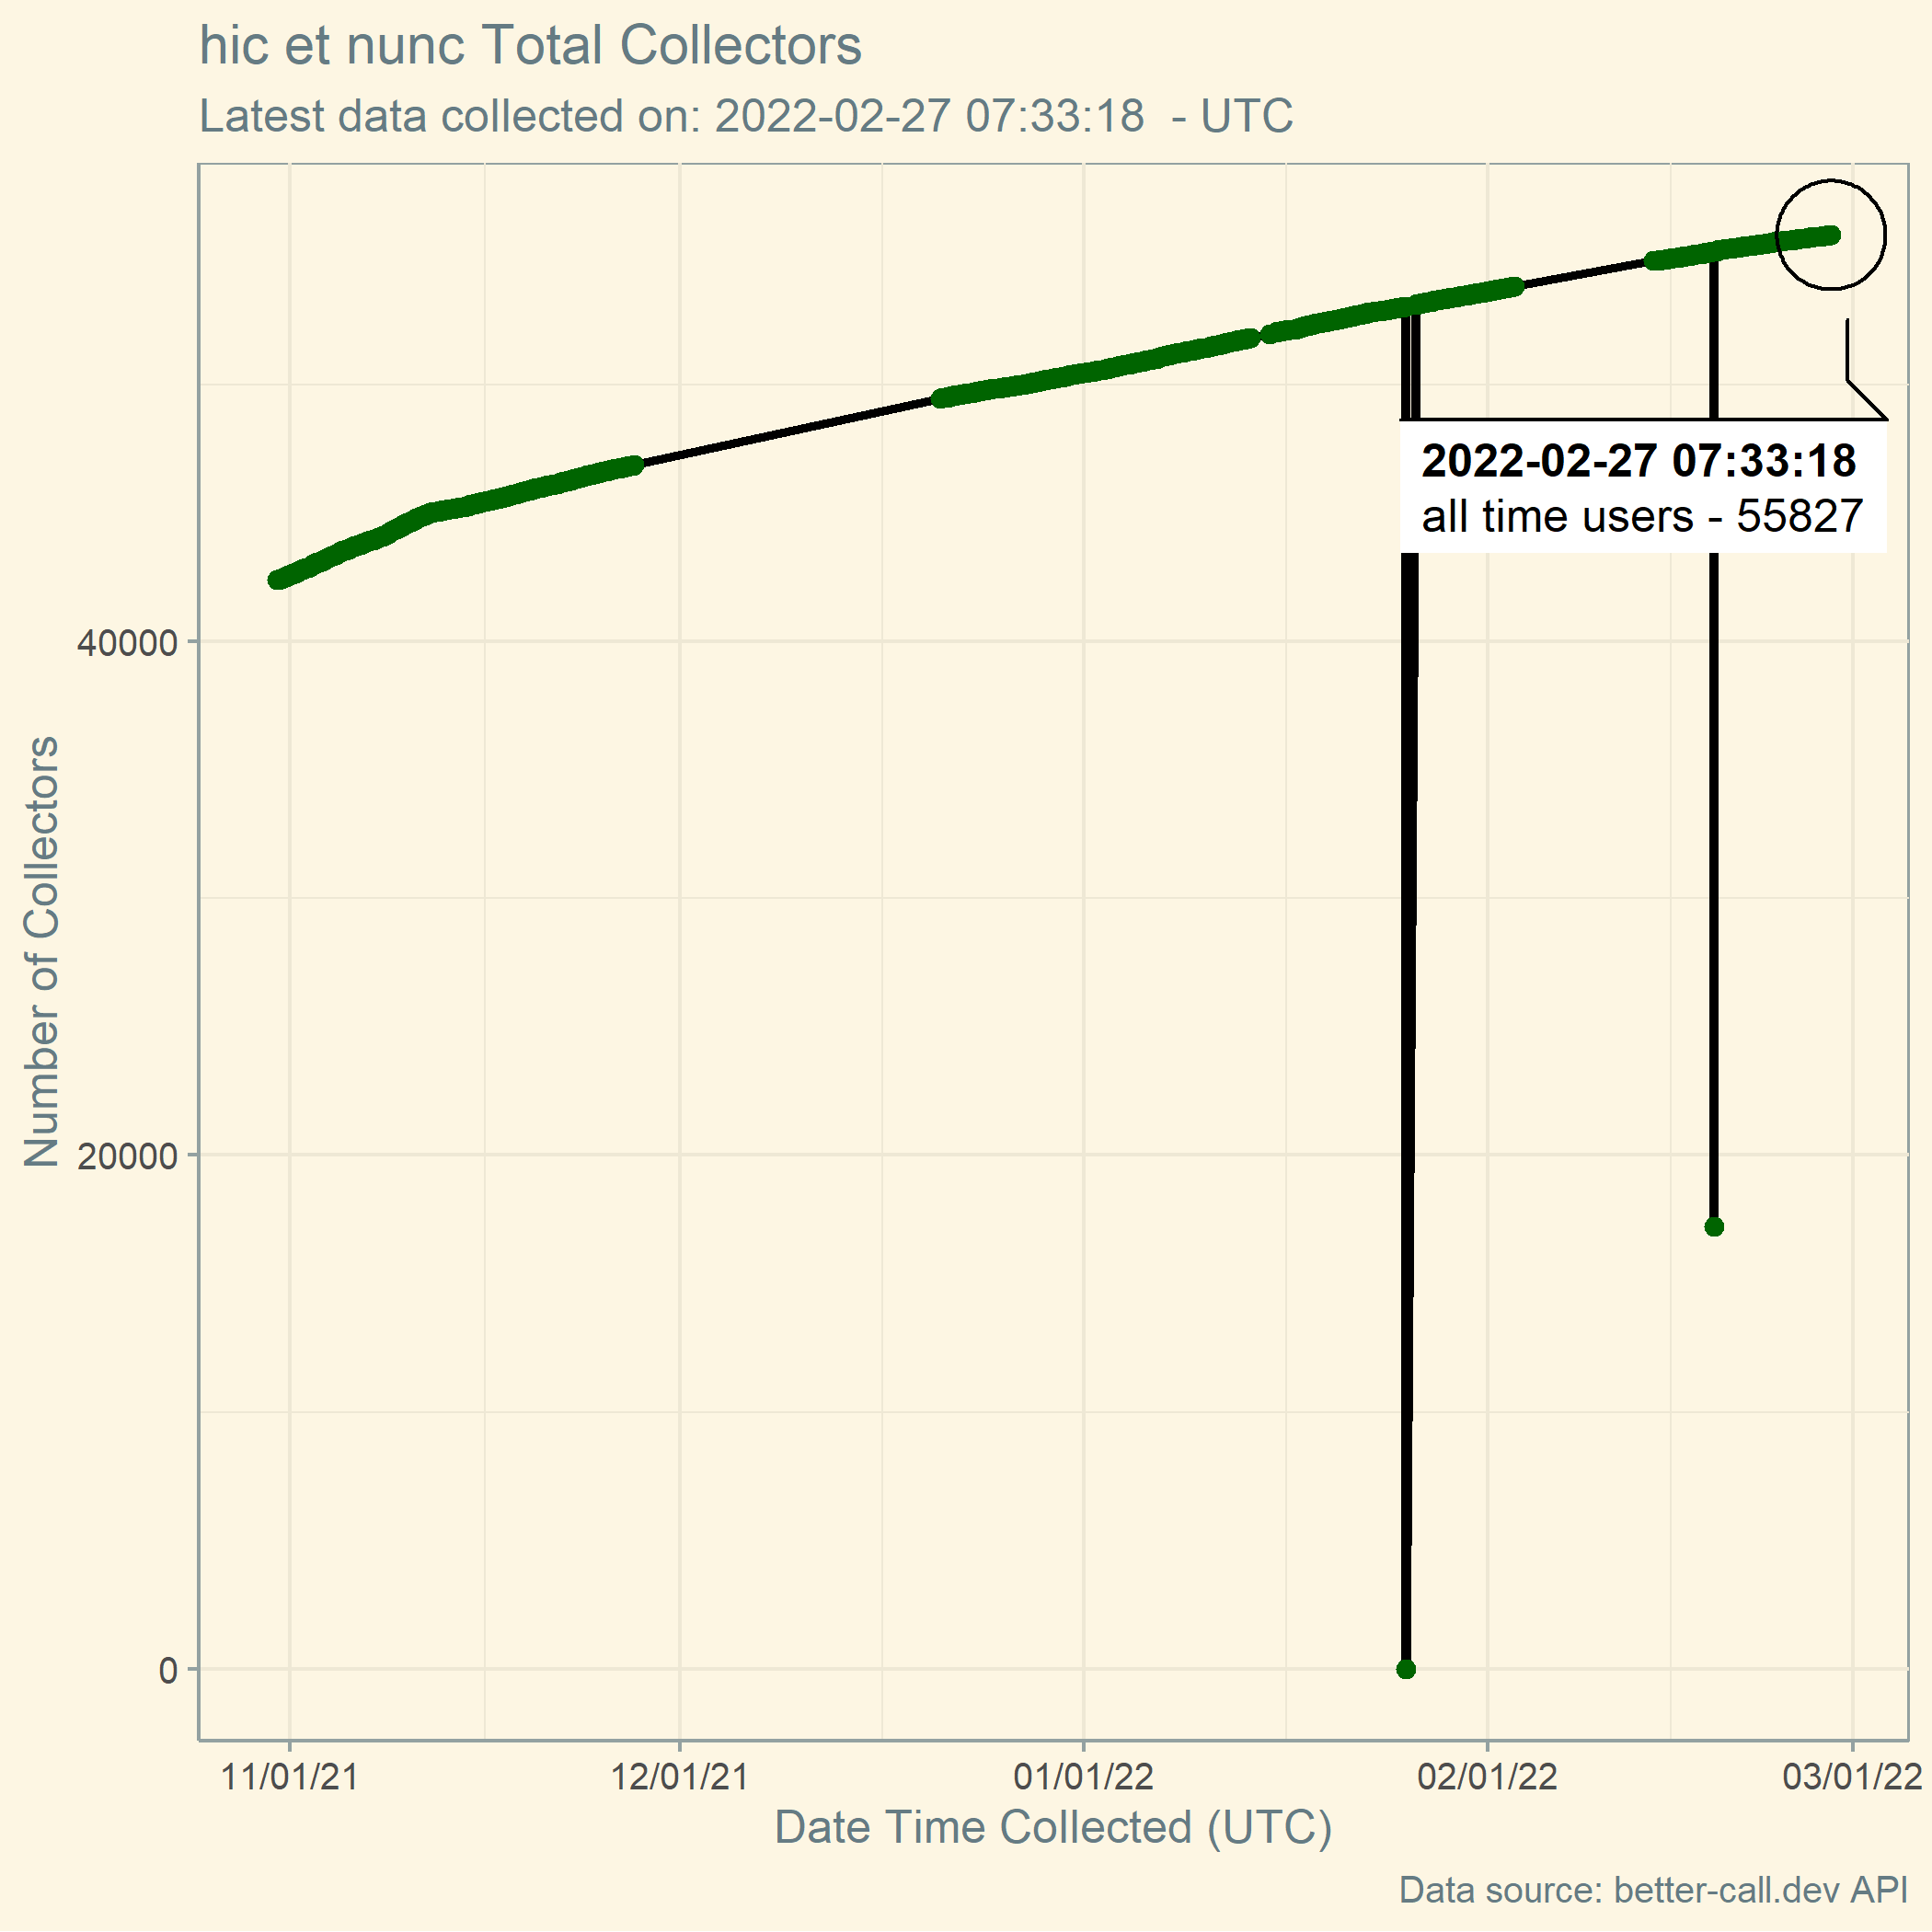 hic et nunc Total Collectors
Latest data collected on: 2022-02-27 07:33:18  - UTC
2022-02-27 07:33:18
all time users - 55827
Number of Collectors
40000
20000
0
11/01/21
12/01/21
01/01/22
02/01/22
03/01/22
Date Time Collected (UTC)
Data source: better-call.dev API